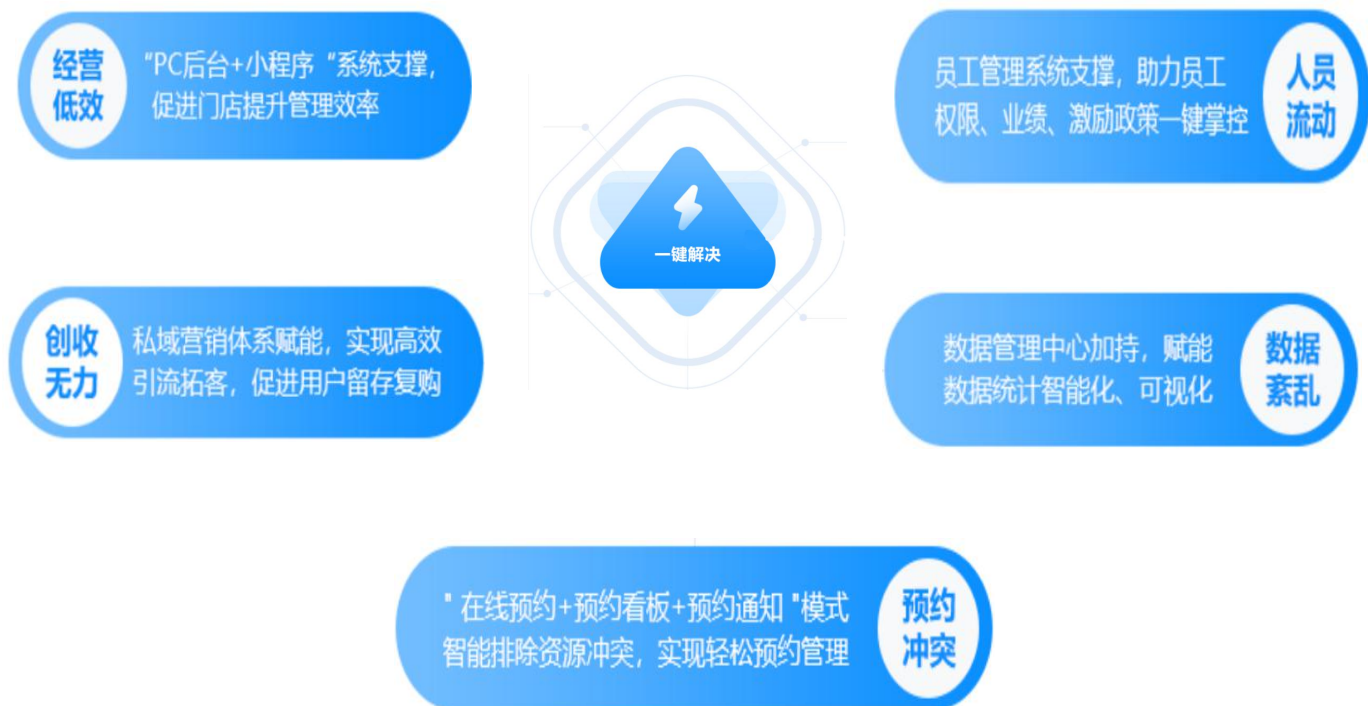 经营
低效
"PC后台+小程序 “系统支撑,
促进门店提升管理效率
员工管理系统支撑，助力员工
权限、业绩、激励政策一键掌控
人员
流动
一键解决
创收
无力
私域营销体系赋能，实现高效
引流拓客，促进用户留存复购
数据管理中心加持，赋能
数据统计智能化、可视化
数据
紊乱
" 在线预约+预约看板+预约通知 "模式
智能排除资源冲突，实现轻松预约管理
预约
冲突